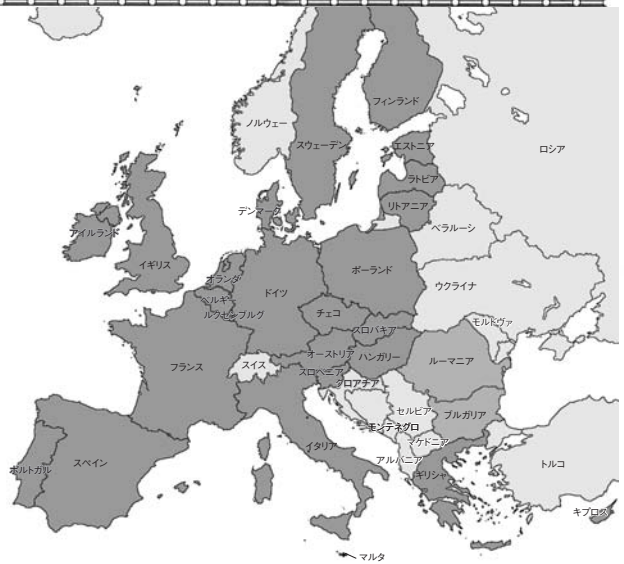 フィンランド
ノルウェー
スウェーデン
エストニア
ロシア
ラトビア
リトアニア
デンマーク
ベラルーシ
アイルランド
イギリス
オランダ
ポーランド
ドイツ
ウクライナ
ベルギー
ルクセンブルグ
チェコ
スロバキア
モルドヴァ
オーストリア
ハンガリー
ルーマニア
フランス
スイス
スロベニア
クロアチア
セルビア
ブルガリア
モンテネグロ
マケドニア
イタリア
アルバニア
ギリシャ
トルコ
ポルトガル
スペイン
キプロス
マルタ